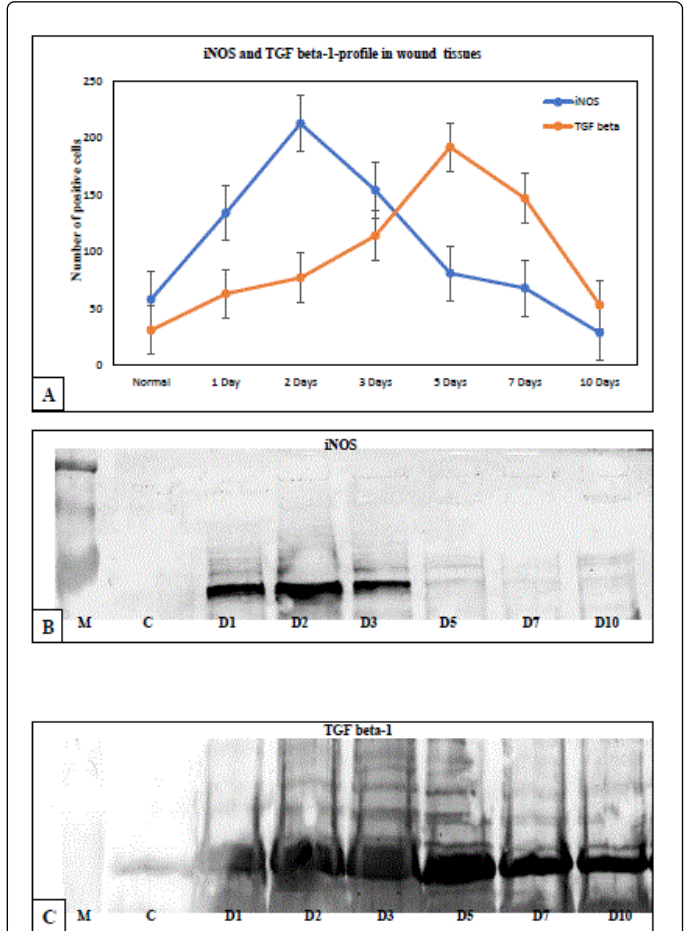 iNOS and TGF beta-1-profile in wound tissues
250
200
150
100
50
0
Number of positive cells
iNOS
TGF beta
Normal 1 Day 2 Days 3 Days 5 Days 7 Days 10 Days
A
iNOS
B M C D1 D2 D3 D5 D7 D10
TGF beta-1
C M C D1 D2 D3 D5 D7 D10